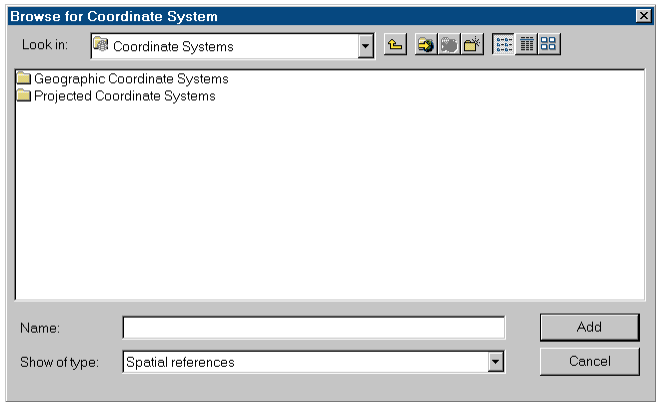 Browse for Coordinate System
Look in: Coordinate Systems
Geographic Coordinate Systems
Projected Coordinate Systems
Name: Add
Show of type: Spatial references Cancel